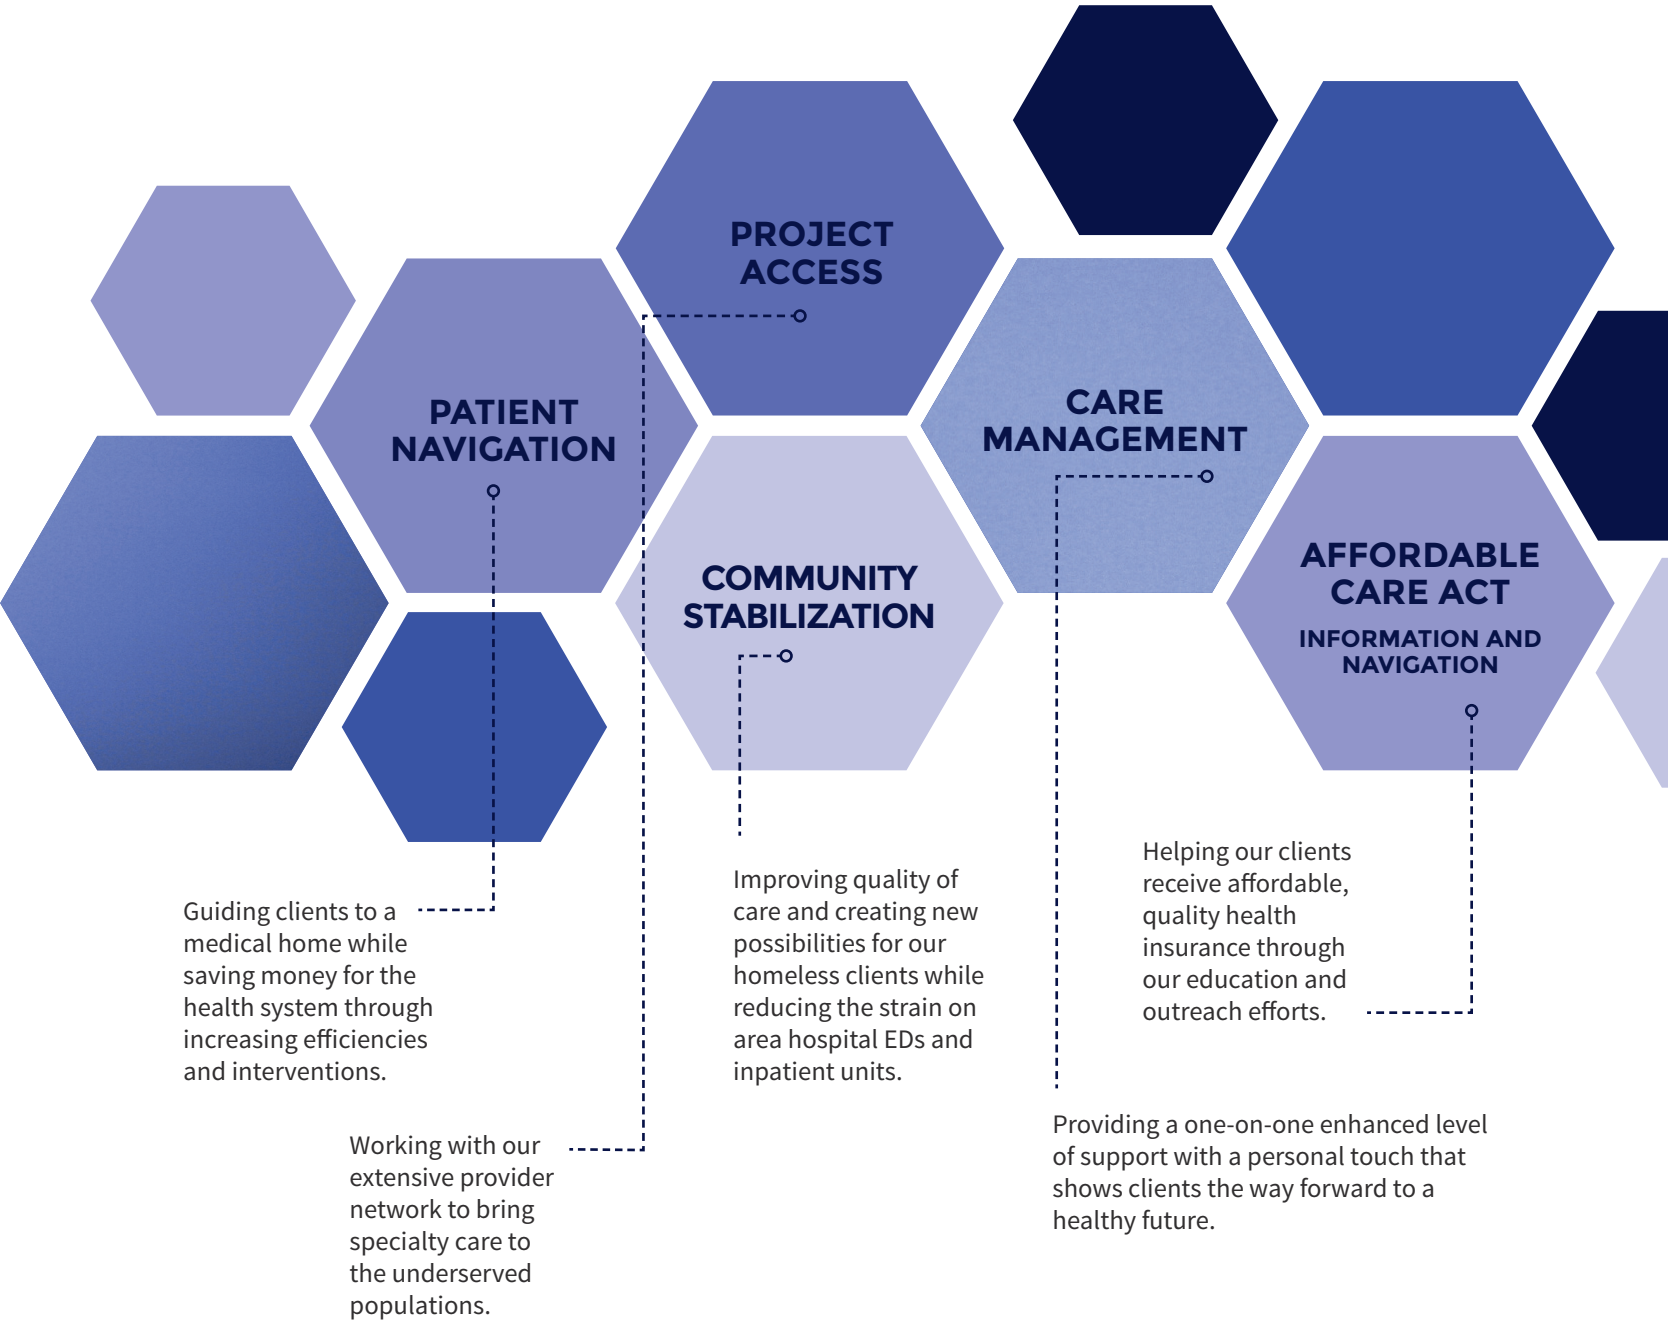 PROJECT
ACCESS
PATIENT
NAVIGATION
CARE
MANAGEMENT
COMMUNITY
STABILIZATION
AFFORDABLE
CARE ACT
INFORMATION AND
NAVIGATION
Guiding clients to a
medical home while
saving money for the
health system through
increasing efficiencies
and interventions.
Working with our
extensive provider
network to bring
specialty care to
the underserved
populations.
Improving quality of
care and creating new
possibilities for our
homeless clients while
reducing the strain on
area hospital EDs and
inpatient units.
Helping our clients
receive affordable,
quality health
insurance through
our education and
outreach efforts.
Providing a one-on-one enhanced level
of support with a personal touch that
shows clients the way forward to a
healthy future.